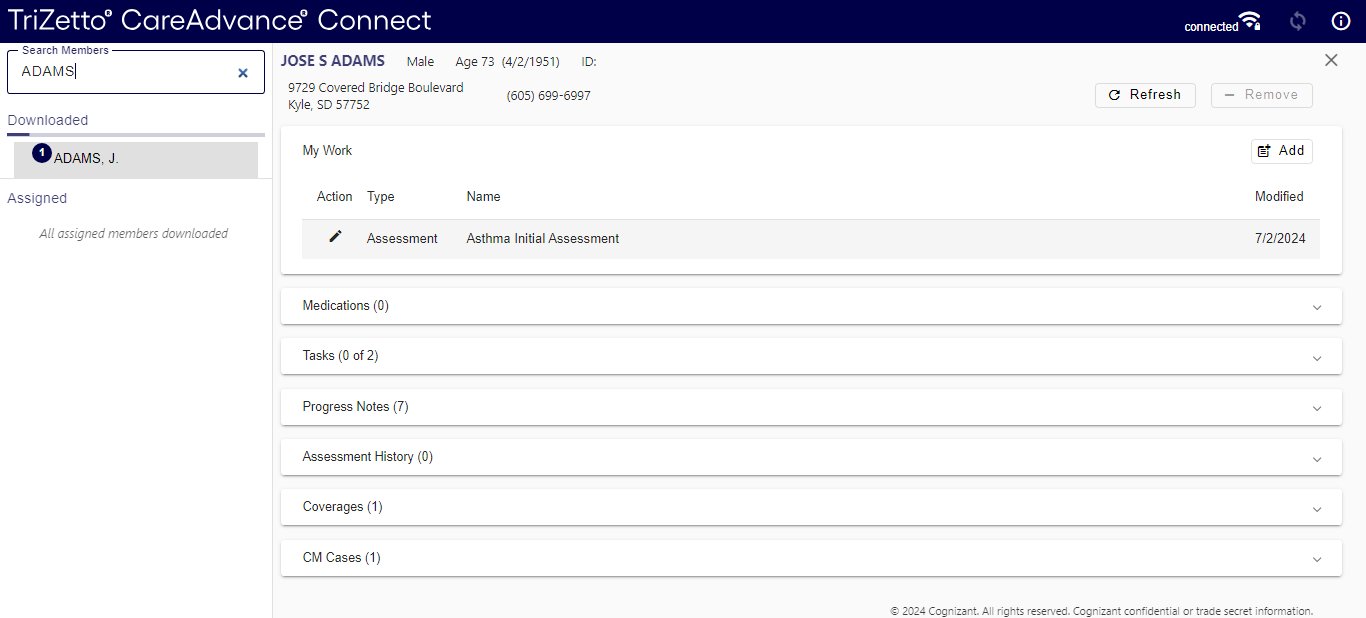 TriZetto® CareAdvance® Connect
connected
Search Members
ADAMS
Downloaded
1 ADAMS, J.
Assigned
All assigned members downloaded
JOSE S ADAMS Male Age 73 (4/2/1951) ID:
9729 Covered Bridge Boulevard
Kyle, SD 57752
(605) 699-6997
Refresh
Remove
My Work
Add
Action Type Name Modified
Assessment Asthma Initial Assessment 7/2/2024
Medications (0)
Tasks (0 of 2)
Progress Notes (7)
Assessment History (0)
Coverages (1)
CM Cases (1)
© 2024 Cognizant. All rights reserved. Cognizant confidential or trade secret information.